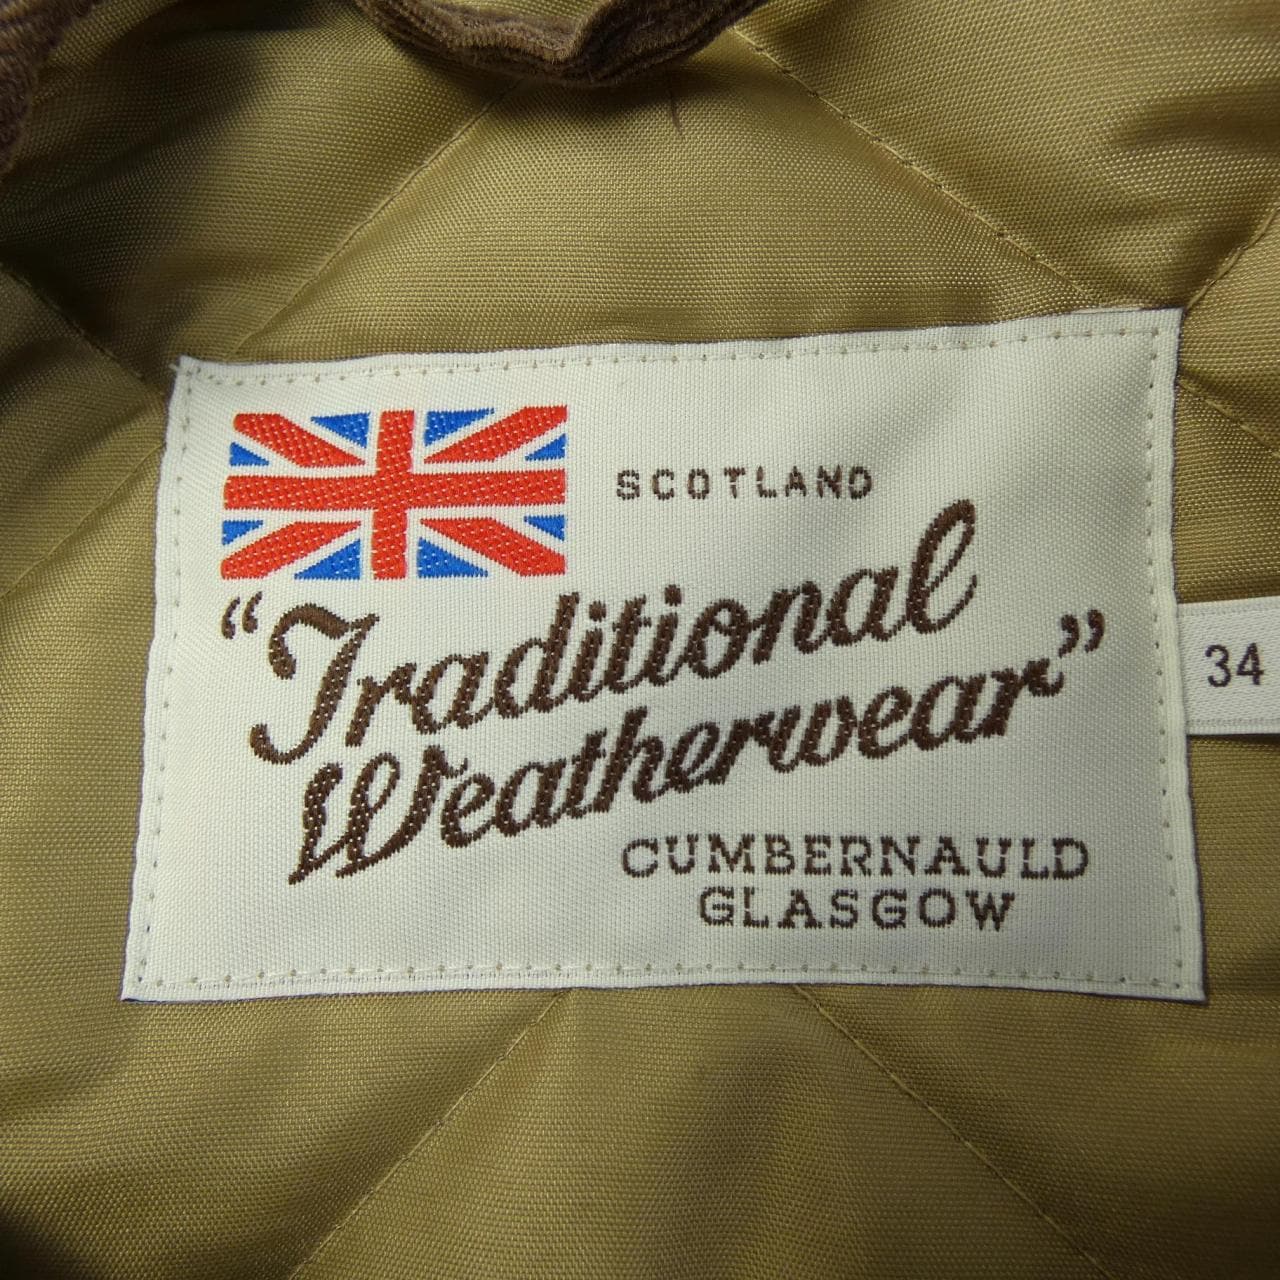 SCOTLAND
“Traditional
Weatherwear”
34
CUMBERNAULD
GLASGOW